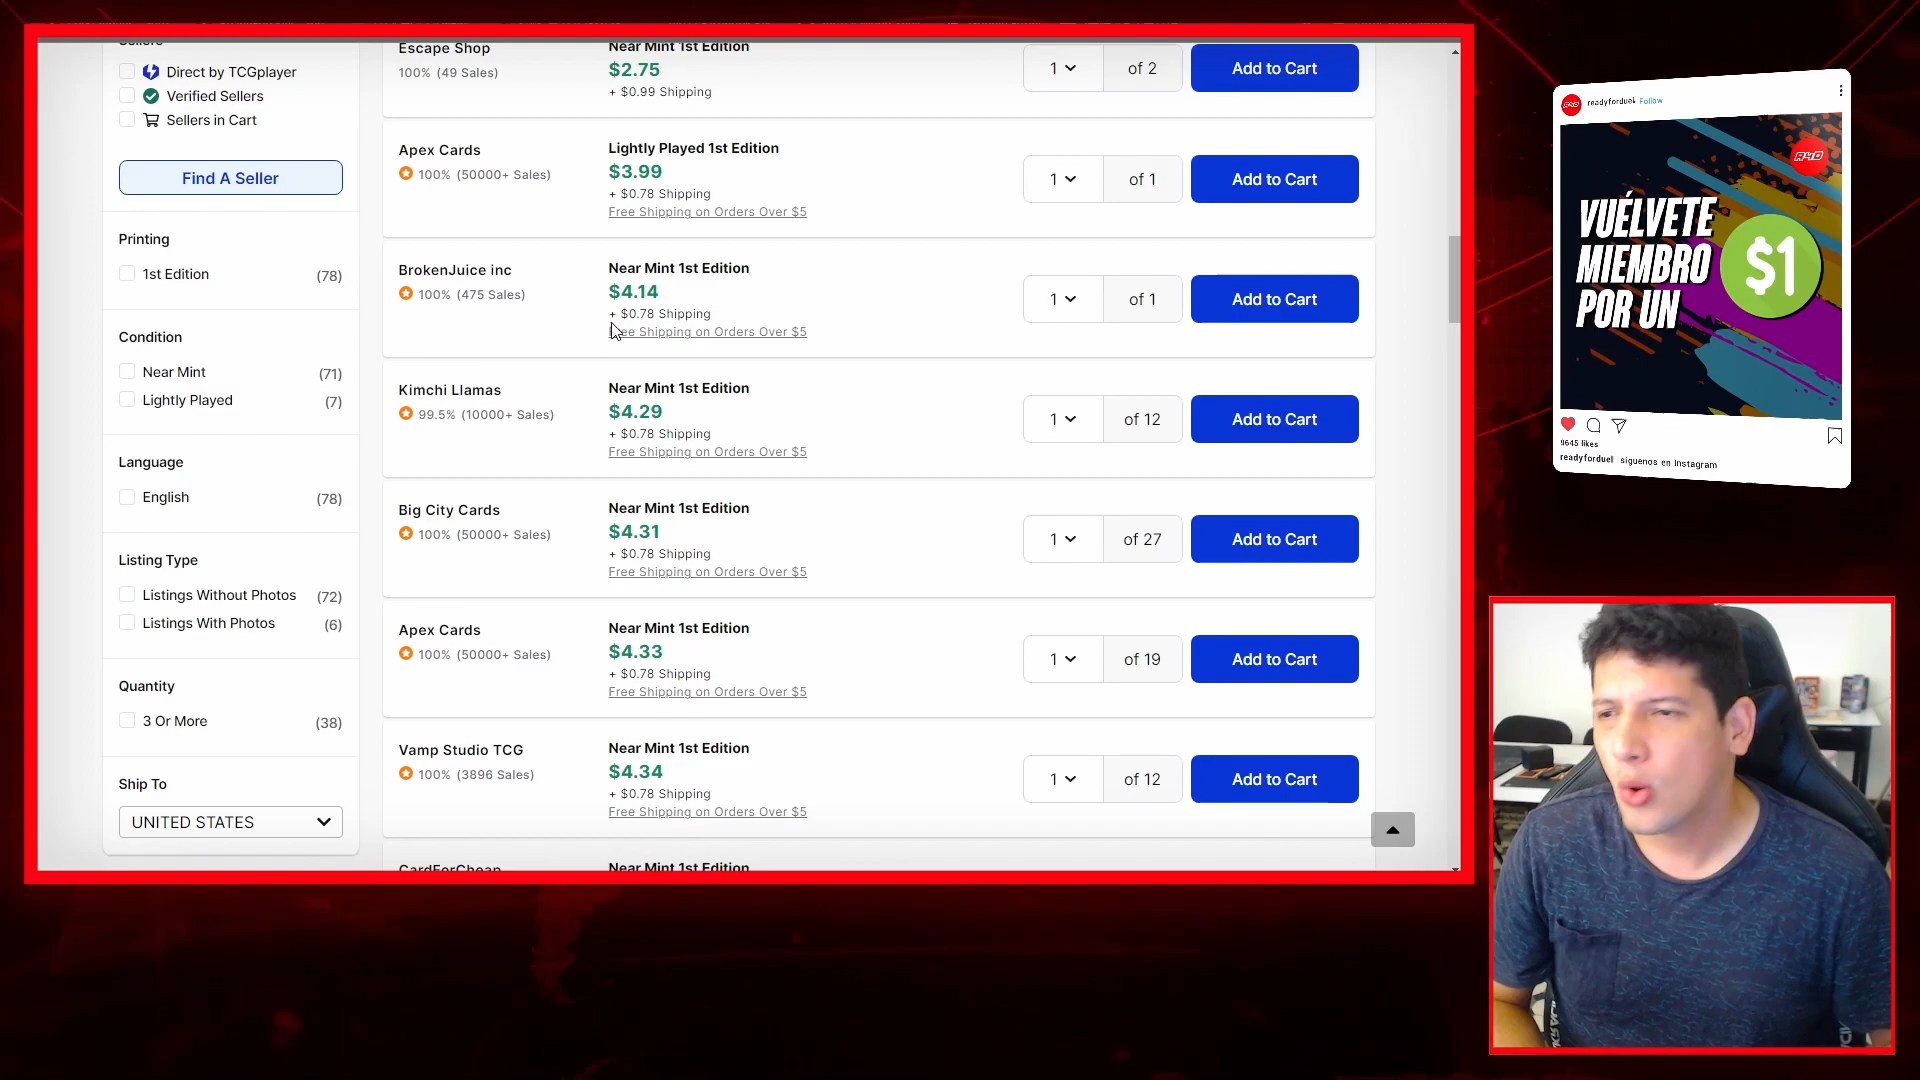 Sellers
Direct by TCGplayer
Verified Sellers
Sellers in Cart
Find A Seller
Printing
1st Edition (78)
Condition
Near Mint (71)
Lightly Played (7)
Language
English (78)
Listing Type
Listings Without Photos (72)
Listings With Photos (6)
Quantity
3 Or More (38)
Ship To
UNITED STATES
Escape Shop
100% (49 Sales)
Near Mint 1st Edition
$2.75
+ $0.99 Shipping
1 of 2 Add to Cart
Apex Cards
100% (50000+ Sales)
Lightly Played 1st Edition
$3.99
+ $0.78 Shipping
Free Shipping on Orders Over $5
1 of 1 Add to Cart
BrokenJuice inc
100% (475 Sales)
Near Mint 1st Edition
$4.14
+ $0.78 Shipping
Free Shipping on Orders Over $5
1 of 1 Add to Cart
Kimchi Llamas
99.5% (10000+ Sales)
Near Mint 1st Edition
$4.29
+ $0.78 Shipping
Free Shipping on Orders Over $5
1 of 12 Add to Cart
Big City Cards
100% (50000+ Sales)
Near Mint 1st Edition
$4.31
+ $0.78 Shipping
Free Shipping on Orders Over $5
1 of 27 Add to Cart
Apex Cards
100% (50000+ Sales)
Near Mint 1st Edition
$4.33
+ $0.78 Shipping
Free Shipping on Orders Over $5
1 of 19 Add to Cart
Vamp Studio TCG
100% (3896 Sales)
Near Mint 1st Edition
$4.34
+ $0.78 Shipping
Free Shipping on Orders Over $5
1 of 12 Add to Cart
CardForCheap
Near Mint 1st Edition
R4D readyforduel Follow
R4D
VUÉLVETE
MIEMBRO
POR UN
$1
9645 likes
readyforduel siguenos en Instagram